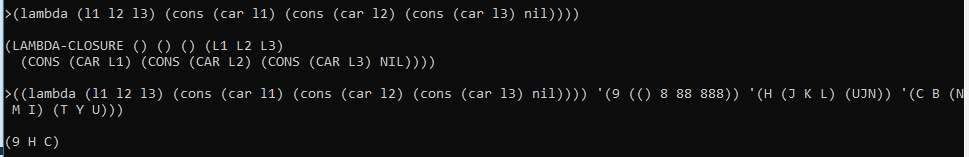 >(lambda (l1 l2 l3) (cons (car l1) (cons (car l2) (cons (car l3) nil))))
(LAMBDA-CLOSURE () () () (L1 L2 L3)
  (CONS (CAR L1) (CONS (CAR L2) (CONS (CAR L3) NIL))))
>((lambda (l1 l2 l3) (cons (car l1) (cons (car l2) (cons (car l3) nil)))) '(9 (() 8 88 888)) '(H (J K L) (UJN)) '(C B (N
 M I) (T Y U)))
(9 H C)